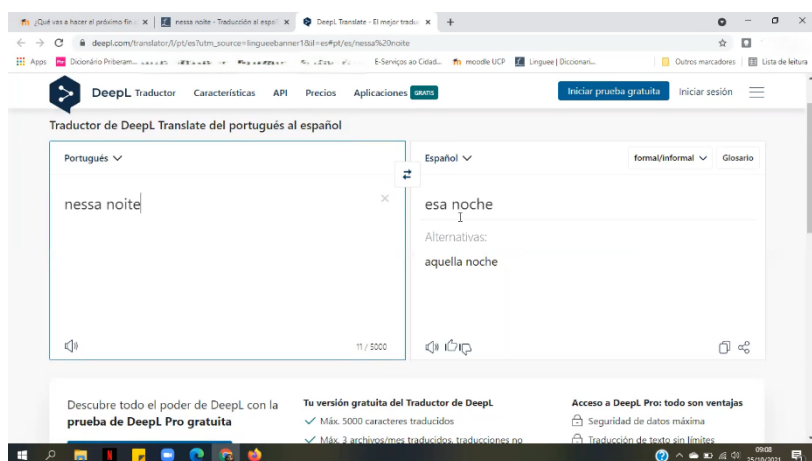 ¿Qué vas a hacer el próximo fin
nessa noite - Traducción al espa
DeepL Translate - El mejor tradu
deepl.com/translator/l/pt/es?utm_source=lingueebanner1&il=es#pt/es/nessa%20noite
Apps Dicionário Priberam... E-Serviços ao Cidad... moodle UCP Linguee | Diccionari... Outros marcadores Lista de leitura
DeepL Traductor Características API Precios Aplicaciones GRATIS Iniciar prueba gratuita Iniciar sesión
Traductor de DeepL Translate del portugués al español
Portugués
Español formal/informal Glosario
nessa noite
esa noche
Alternativas:
aquella noche
11 / 5000
Descubre todo el poder de DeepL con la
prueba de DeepL Pro gratuita
Tu versión gratuita del Traductor de DeepL
Máx. 5000 caracteres traducidos
Máx. 3 archivos/mes traducidos, traducciones no
Acceso a DeepL Pro: todo son ventajas
Seguridad de datos máxima
Traducción de texto sin límites
09:08
25/10/2021